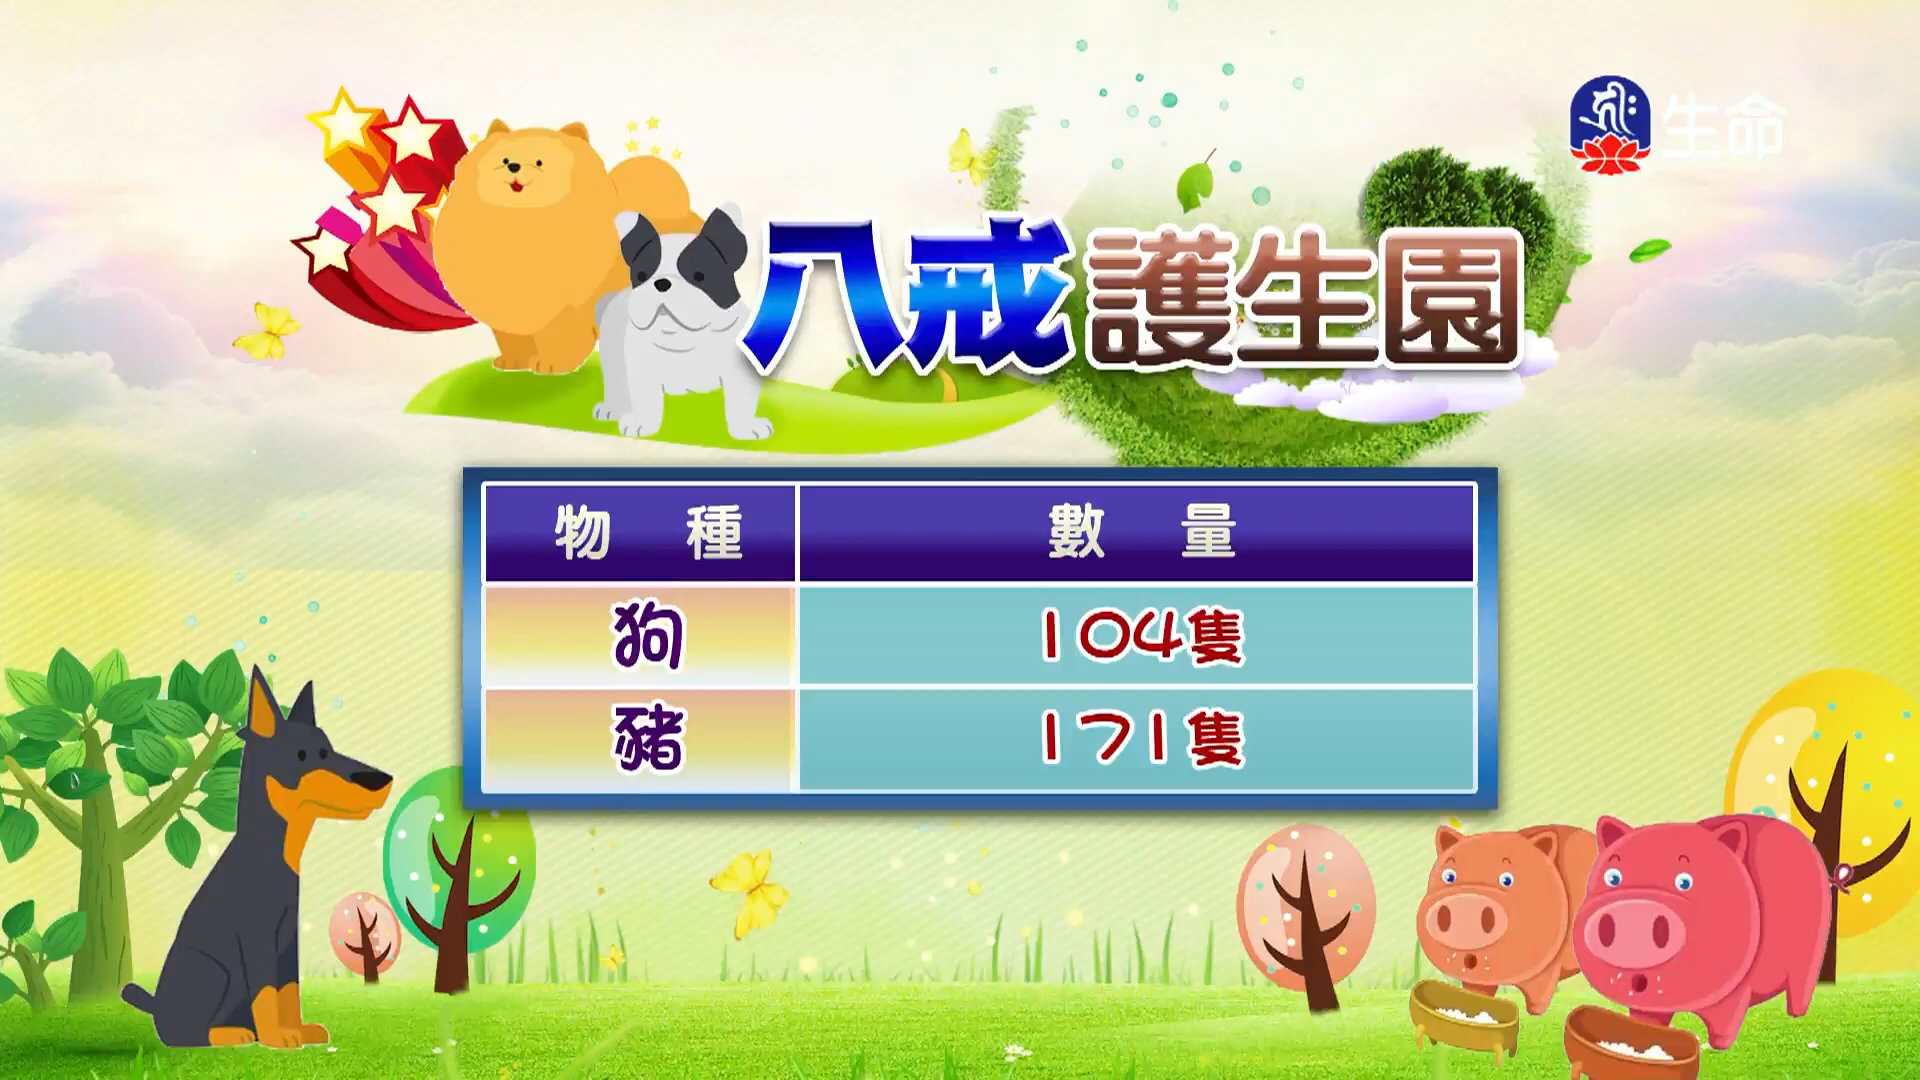 生命
八戒護生園
物種 數量
狗 104隻
豬 171隻